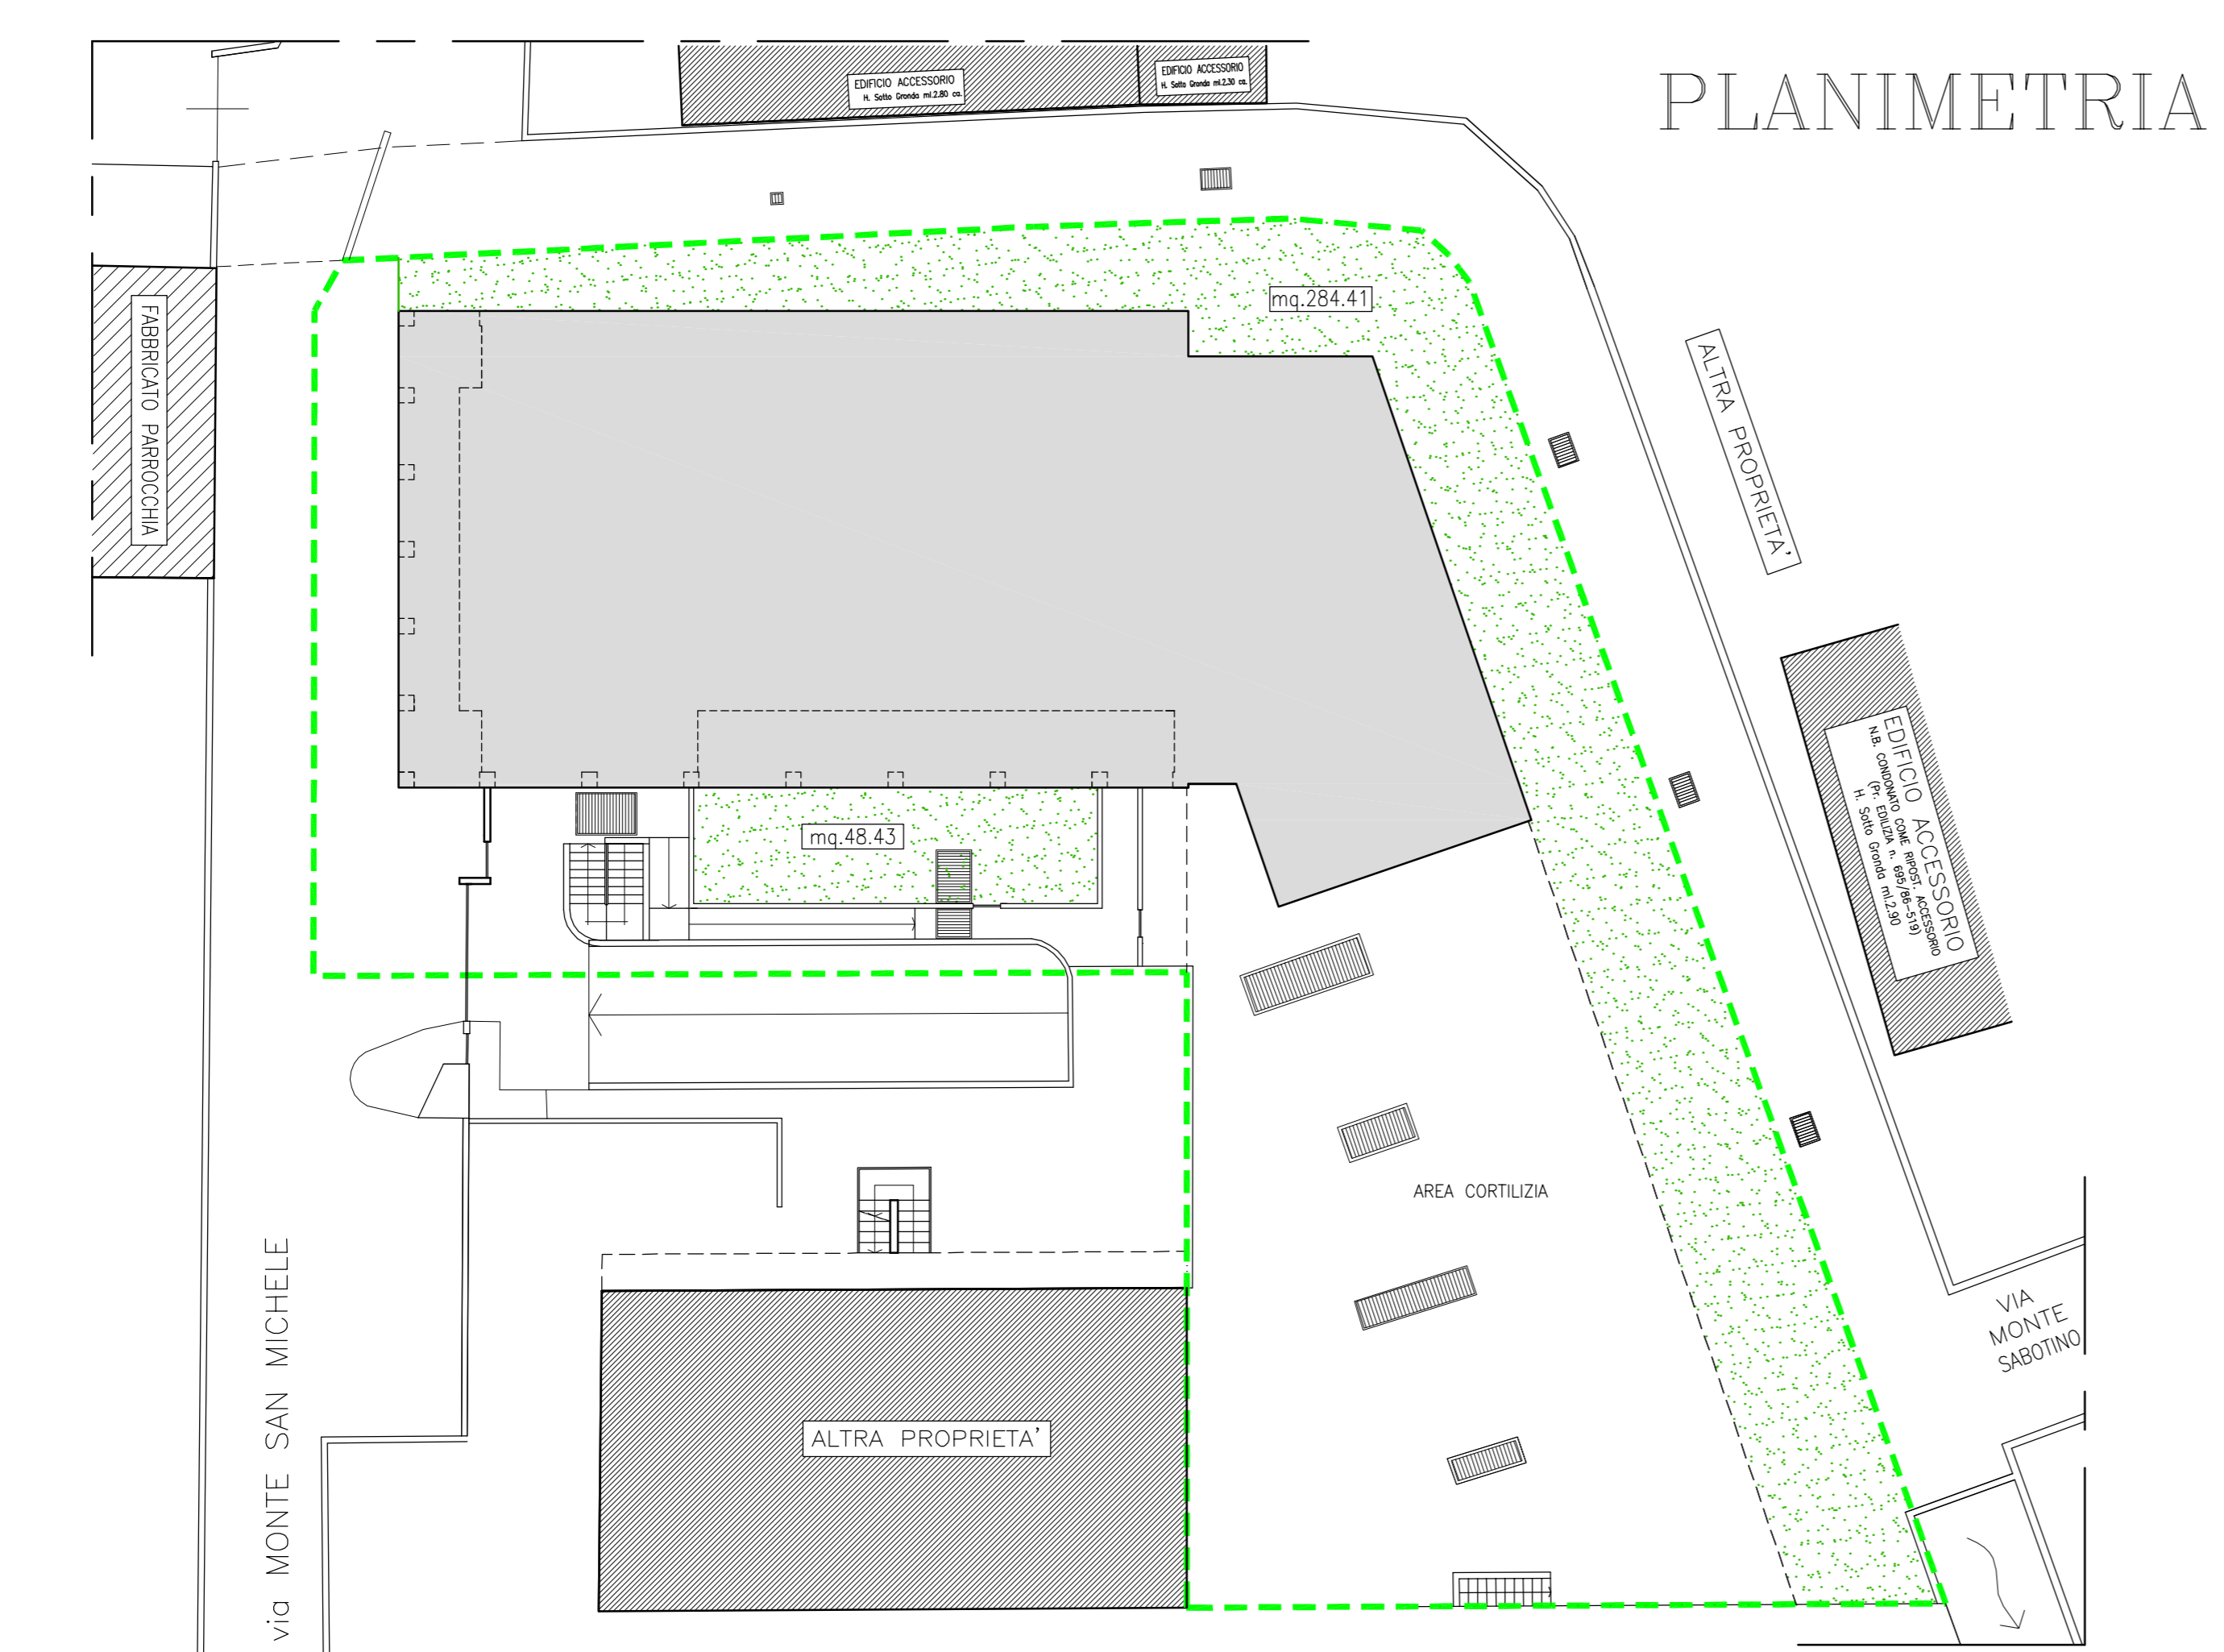 PLANIMETRIA
EDIFICIO ACCESSORIO
H. Sotto Gronda ml.2.80 ca.
EDIFICIO ACCESSORIO
H. Sotto Gronda ml.2,30 ca.
mq.284.41
FABBRICATO PARROCCHIA
ALTRA PROPRIETA'
mq.48.43
EDIFICIO ACCESSORIO
N.B. CONDONATO COME RIPOST. ACCESSORIO
(Pr. EDILIZIA n. 695/86-519)
H. Sotto Gronda ml.2.90
AREA CORTILIZIA
via MONTE SAN MICHELE
VIA
MONTE
SABOTINO
ALTRA PROPRIETA'